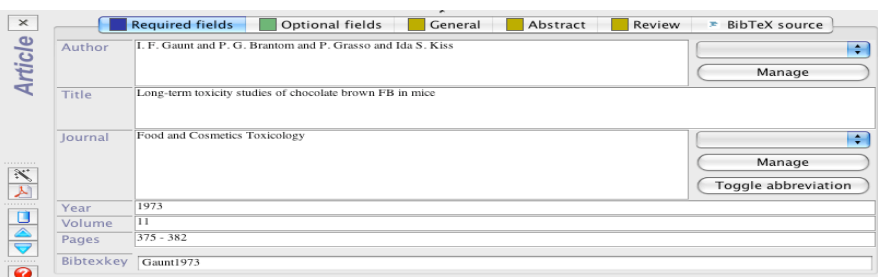 Required fields Optional fields General Abstract Review BibTeX source
Article
Author I. F. Gaunt and P. G. Brantom and P. Grasso and Ida S. Kiss
Manage
Title Long-term toxicity studies of chocolate brown FB in mice
Journal Food and Cosmetics Toxicology
Manage
Toggle abbreviation
Year 1973
Volume 11
Pages 375 - 382
Bibtexkey Gaunt1973